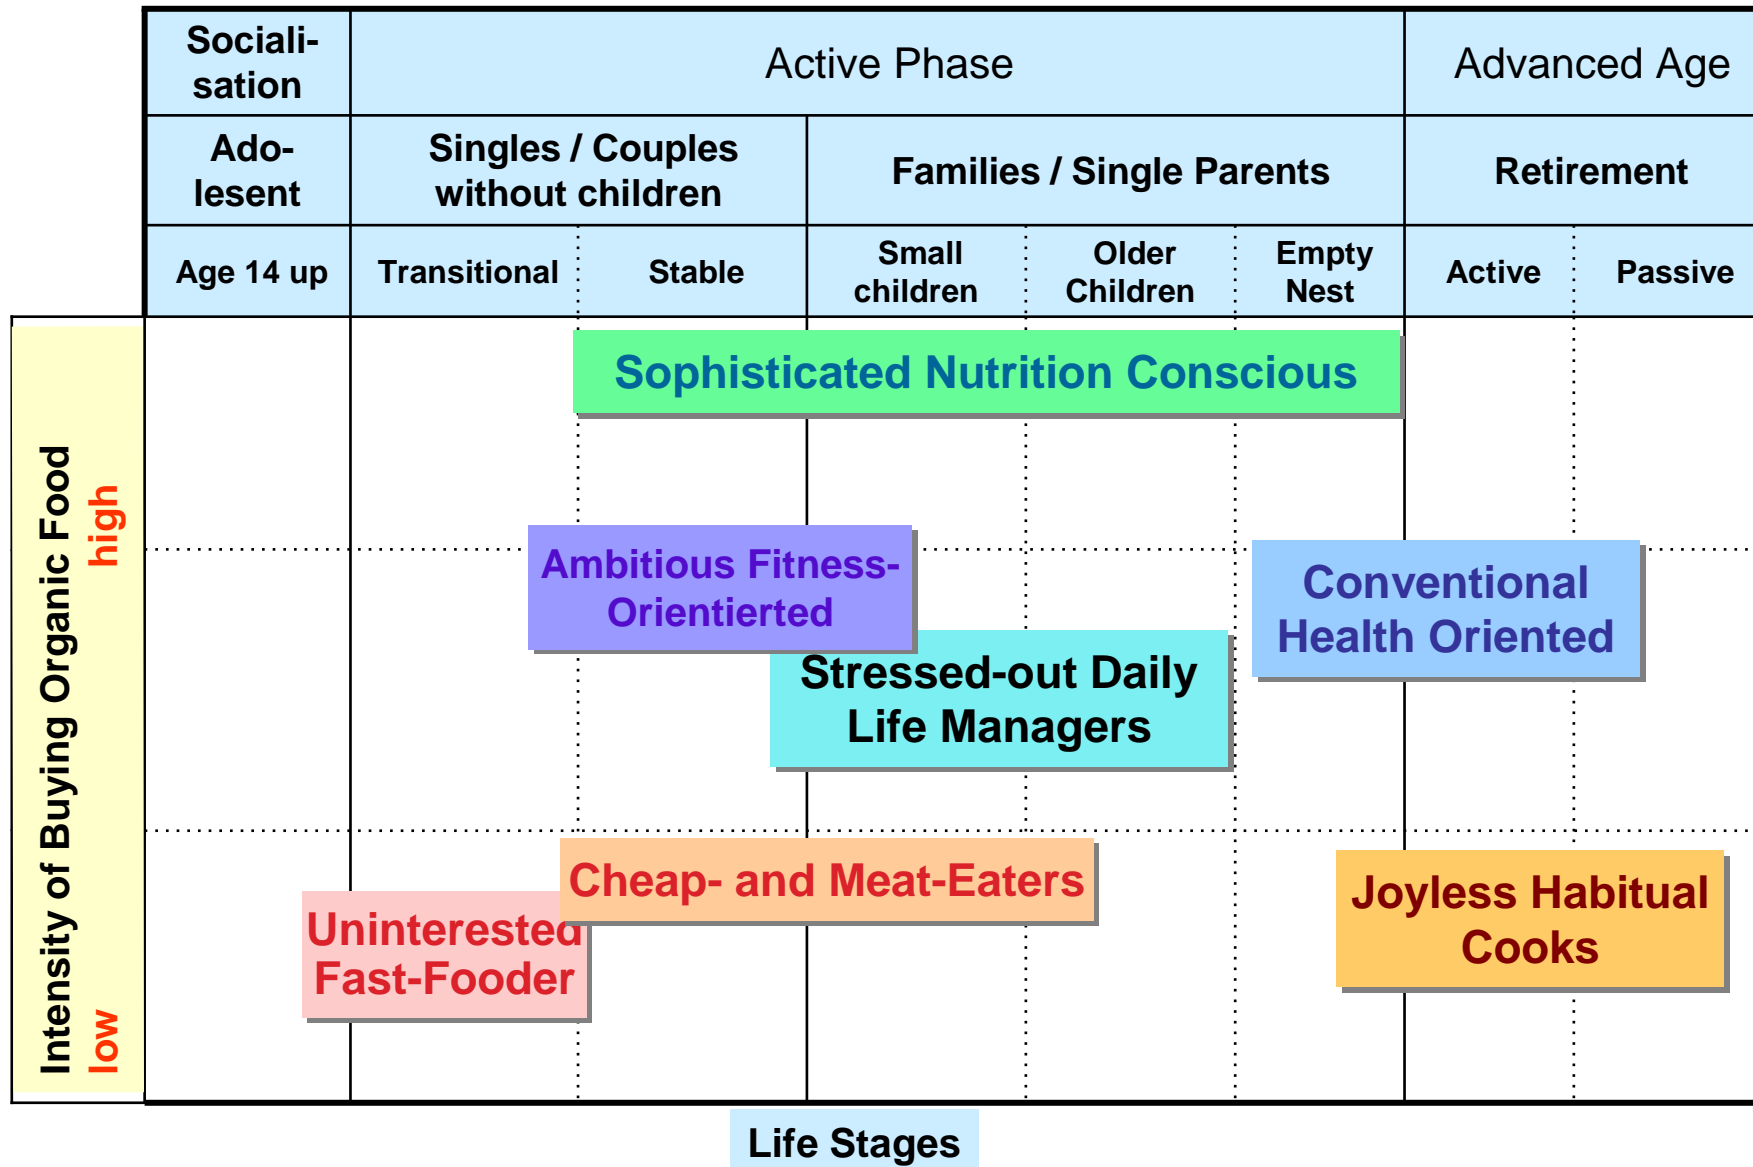 Sociali-
sation
Active Phase
Advanced Age
Ado-
lesent
Singles / Couples
without children
Families / Single Parents
Retirement
Age 14 up
Transitional
Stable
Small
children
Older
Children
Empty
Nest
Active
Passive
Intensity of Buying Organic Food
low high
Sophisticated Nutrition Conscious
Ambitious Fitness-
Orientierted
Conventional
Health Oriented
Stressed-out Daily
Life Managers
Cheap- and Meat-Eaters
Uninterested
Fast-Fooder
Joyless Habitual
Cooks
Life Stages